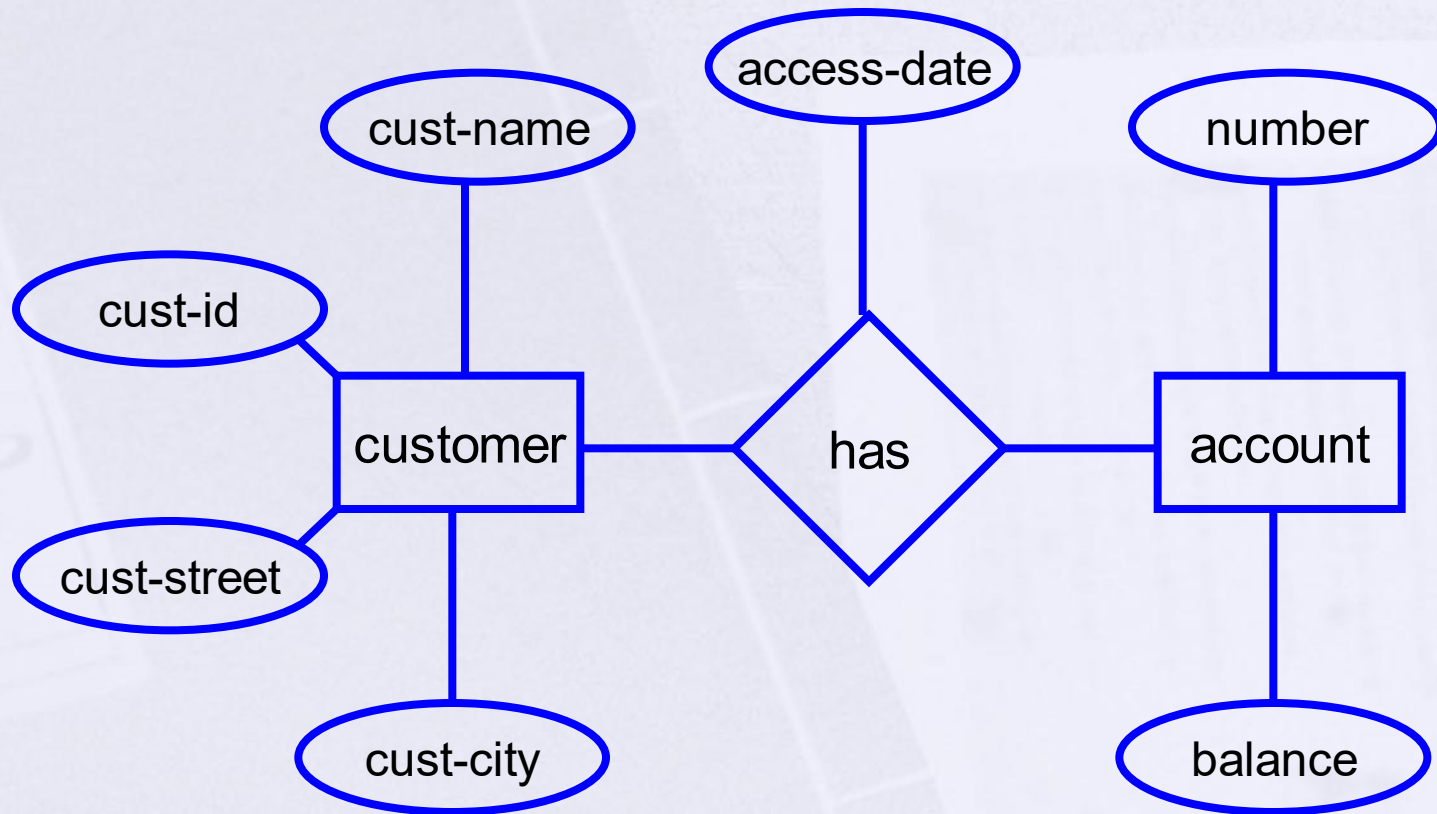 access-date
cust-name
number
cust-id
customer
has
account
cust-street
cust-city
balance